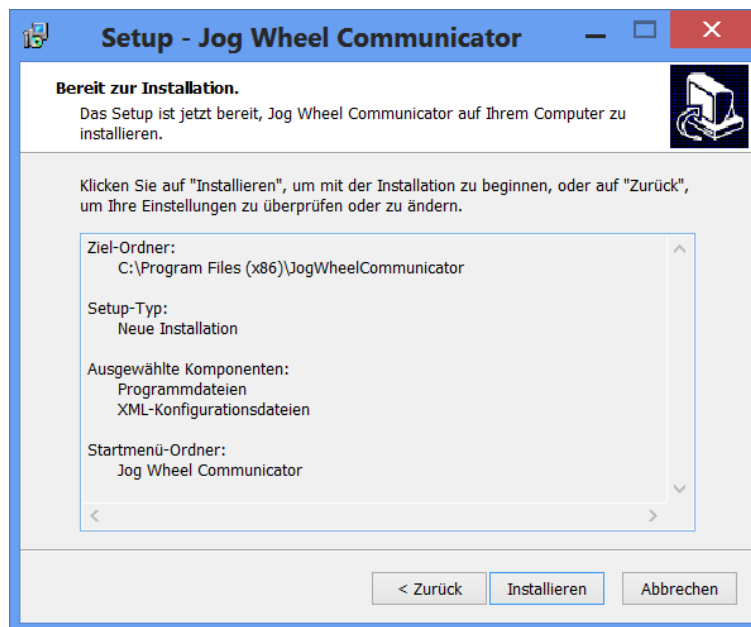 Setup - Jog Wheel Communicator
Bereit zur Installation.
Das Setup ist jetzt bereit, Jog Wheel Communicator auf Ihrem Computer zu
installieren.
Klicken Sie auf "Installieren", um mit der Installation zu beginnen, oder auf "Zurück",
um Ihre Einstellungen zu überprüfen oder zu ändern.
Ziel-Ordner:
C:\Program Files (x86)\JogWheelCommunicator
Setup-Typ:
Neue Installation
Ausgewählte Komponenten:
Programmdateien
XML-Konfigurationsdateien
Startmenü-Ordner:
Jog Wheel Communicator
< Zurück
Installieren
Abbrechen